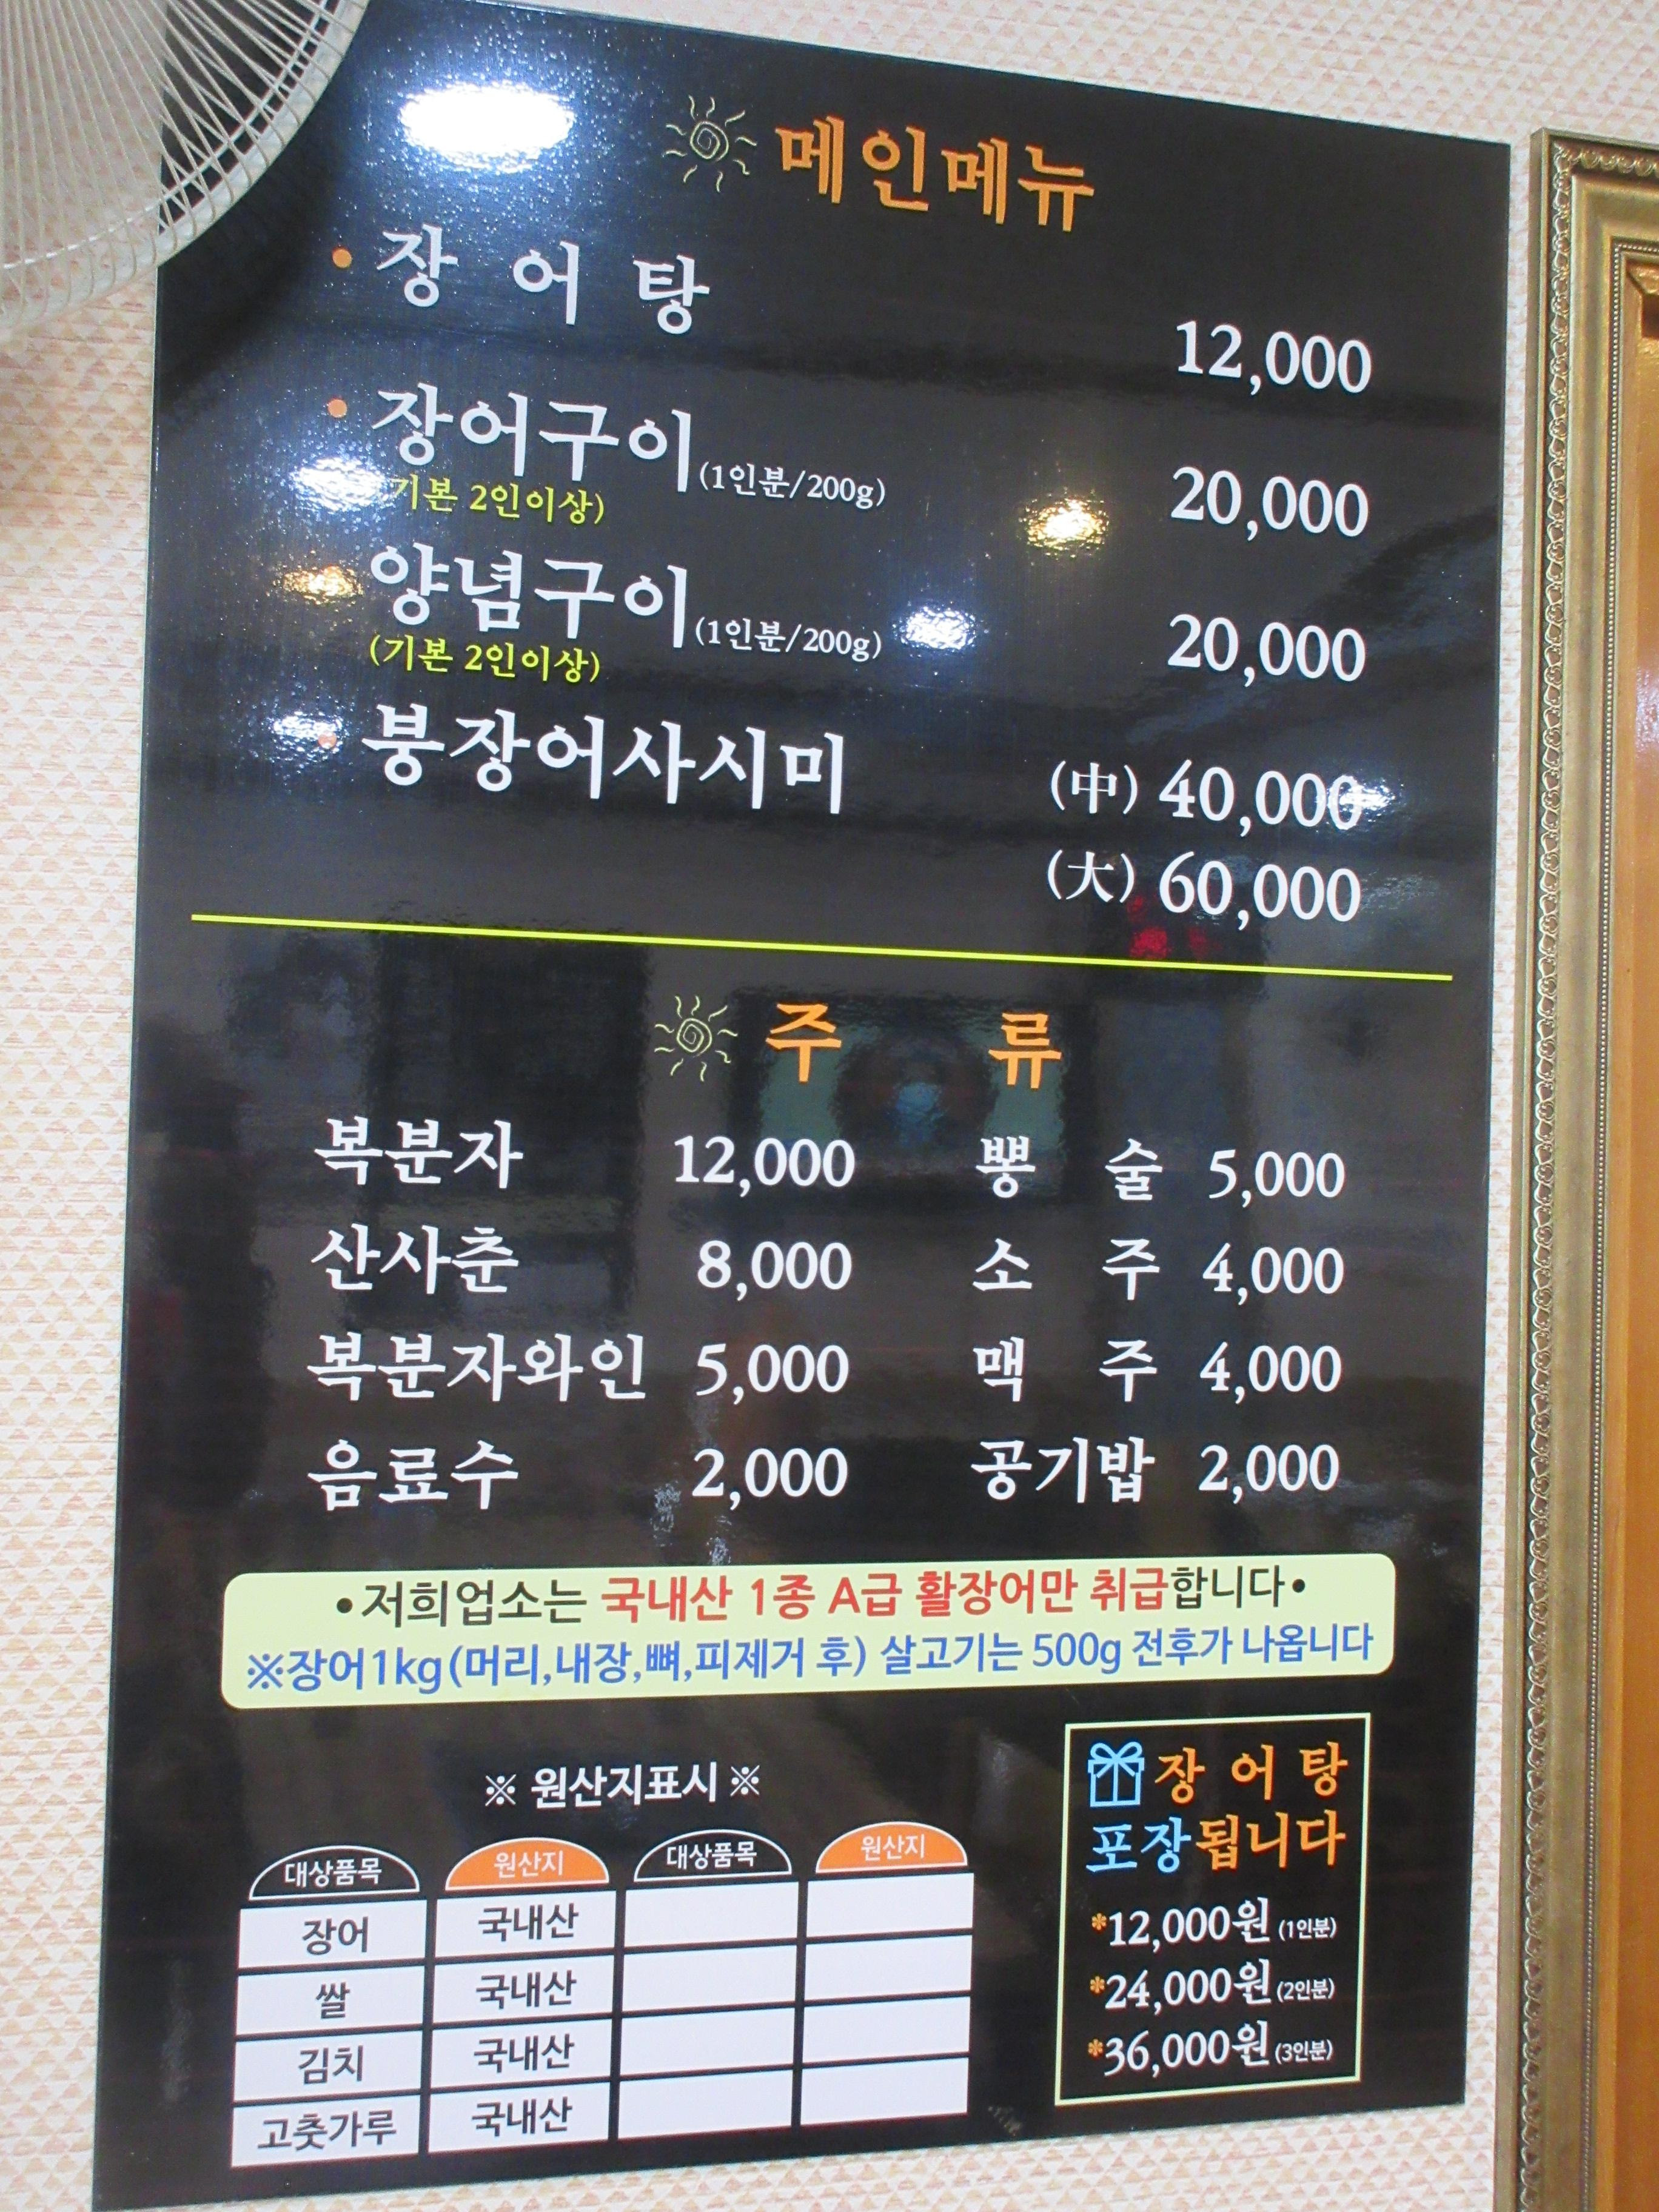 메인메뉴
장 어 탕 12,000
장어구이(1인분/200g) 20,000
기본 2인이상)
양념구이(1인분/200g) 20,000
(기본 2인이상)
붕장어사시미 (中) 40,000
(大) 60,000
주 류
복분자 12,000 뽕 술 5,000
산사춘 8,000 소 주 4,000
복분자와인 5,000 맥 주 4,000
음료수 2,000 공기밥 2,000
•저희업소는 국내산 1종 A급 활장어만 취급합니다•
※장어1kg(머리,내장,뼈,피제거 후) 살고기는 500g 전후가 나옵니다
※ 원산지표시 ※
대상품목 원산지 대상품목 원산지
장어 국내산
쌀 국내산
김치 국내산
고춧가루 국내산
장 어 탕
포장됩니다
*12,000원 (1인분)
*24,000원 (2인분)
*36,000원 (3인분)